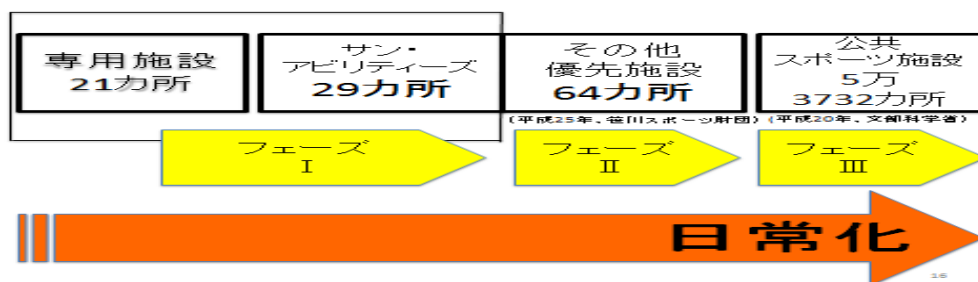 専用施設
21カ所
サン・
アビリティーズ
29カ所
その他
優先施設
64カ所
公共
スポーツ施設
5万
3732カ所
(平成25年、笹川スポーツ財団)
(平成20年、文部科学省)
フェーズ
Ⅰ
フェーズ
Ⅱ
フェーズ
Ⅲ
日常化
16